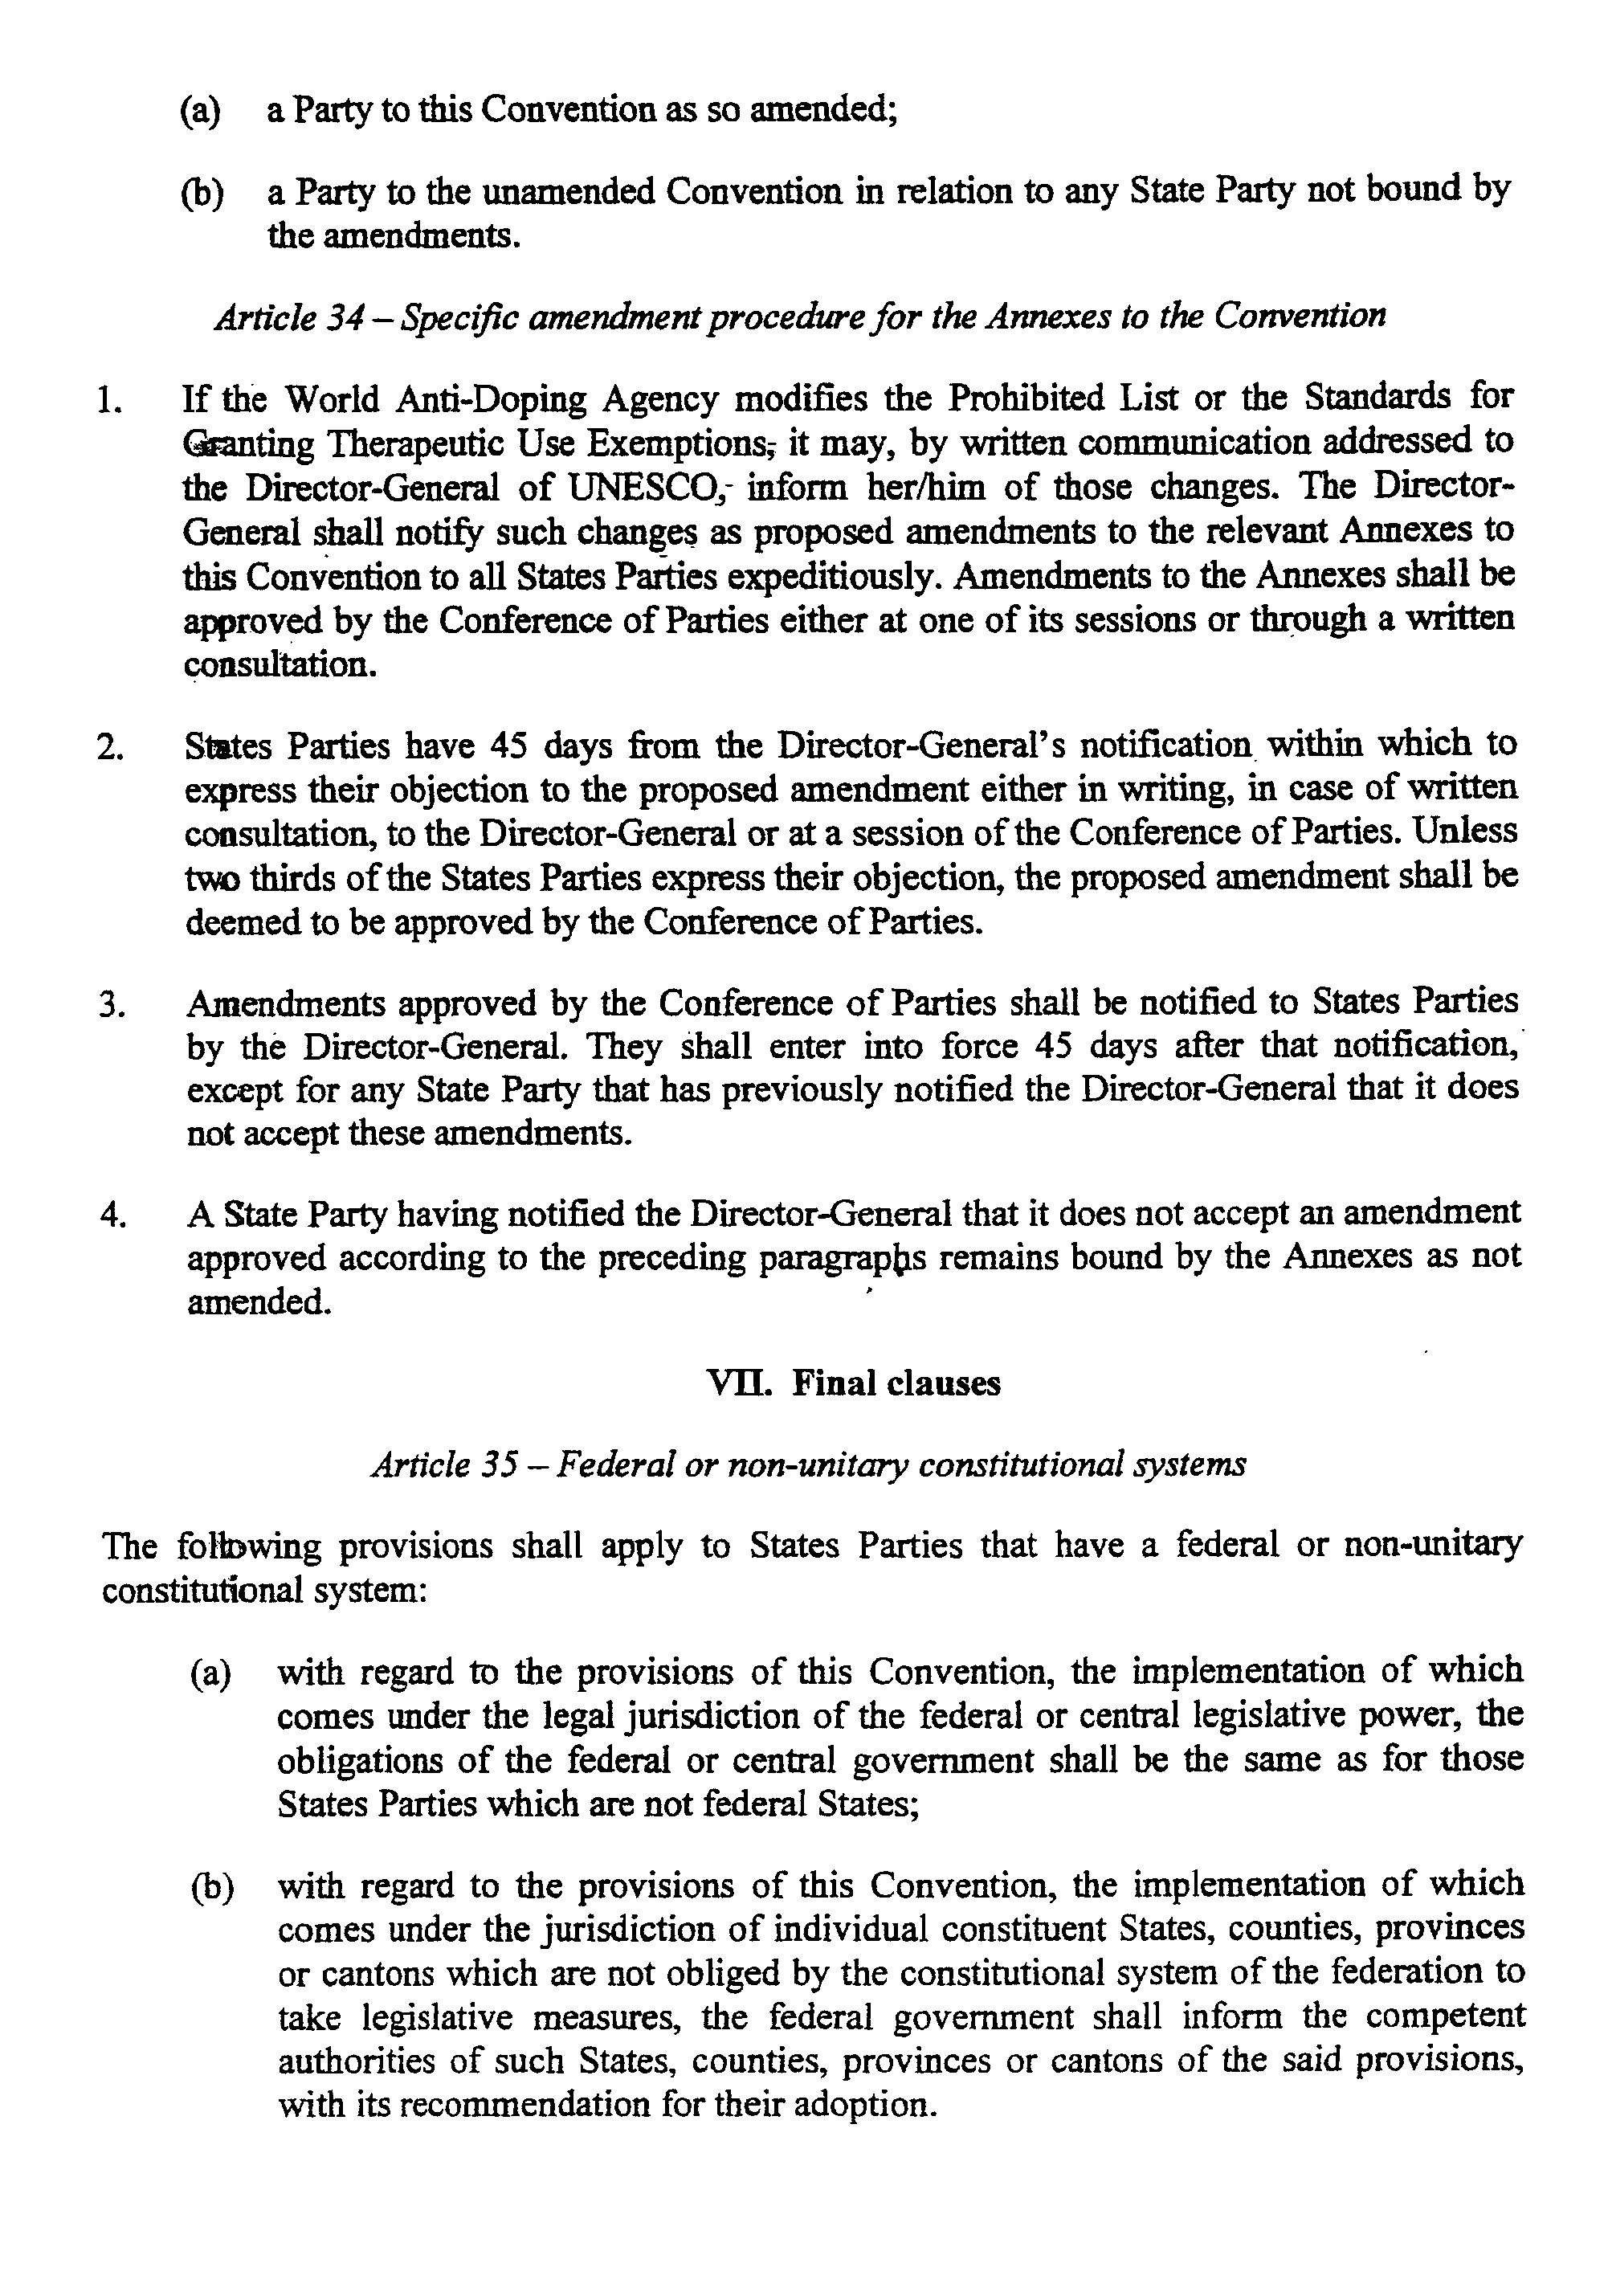 (a) a Party to this Convention as so amended;
(b) a Party to the unamended Convention in relation to any State Party not bound by
the amendments.
Article 34 – Specific amendment procedure for the Annexes to the Convention
1. If the World Anti-Doping Agency modifies the Prohibited List or the Standards for
Granting Therapeutic Use Exemptions, it may, by written communication addressed to
the Director-General of UNESCO, inform her/him of those changes. The Director-
General shall notify such changes as proposed amendments to the relevant Annexes to
this Convention to all States Parties expeditiously. Amendments to the Annexes shall be
approved by the Conference of Parties either at one of its sessions or through a written
consultation.
2. States Parties have 45 days from the Director-General's notification within which to
express their objection to the proposed amendment either in writing, in case of written
consultation, to the Director-General or at a session of the Conference of Parties. Unless
two thirds of the States Parties express their objection, the proposed amendment shall be
deemed to be approved by the Conference of Parties.
3. Amendments approved by the Conference of Parties shall be notified to States Parties
by the Director-General. They shall enter into force 45 days after that notification,
except for any State Party that has previously notified the Director-General that it does
not accept these amendments.
4. A State Party having notified the Director-General that it does not accept an amendment
approved according to the preceding paragraphs remains bound by the Annexes as not
amended.
VII. Final clauses
Article 35 – Federal or non-unitary constitutional systems
The following provisions shall apply to States Parties that have a federal or non-unitary
constitutional system:
(a) with regard to the provisions of this Convention, the implementation of which
comes under the legal jurisdiction of the federal or central legislative power, the
obligations of the federal or central government shall be the same as for those
States Parties which are not federal States;
(b) with regard to the provisions of this Convention, the implementation of which
comes under the jurisdiction of individual constituent States, counties, provinces
or cantons which are not obliged by the constitutional system of the federation to
take legislative measures, the federal government shall inform the competent
authorities of such States, counties, provinces or cantons of the said provisions,
with its recommendation for their adoption.